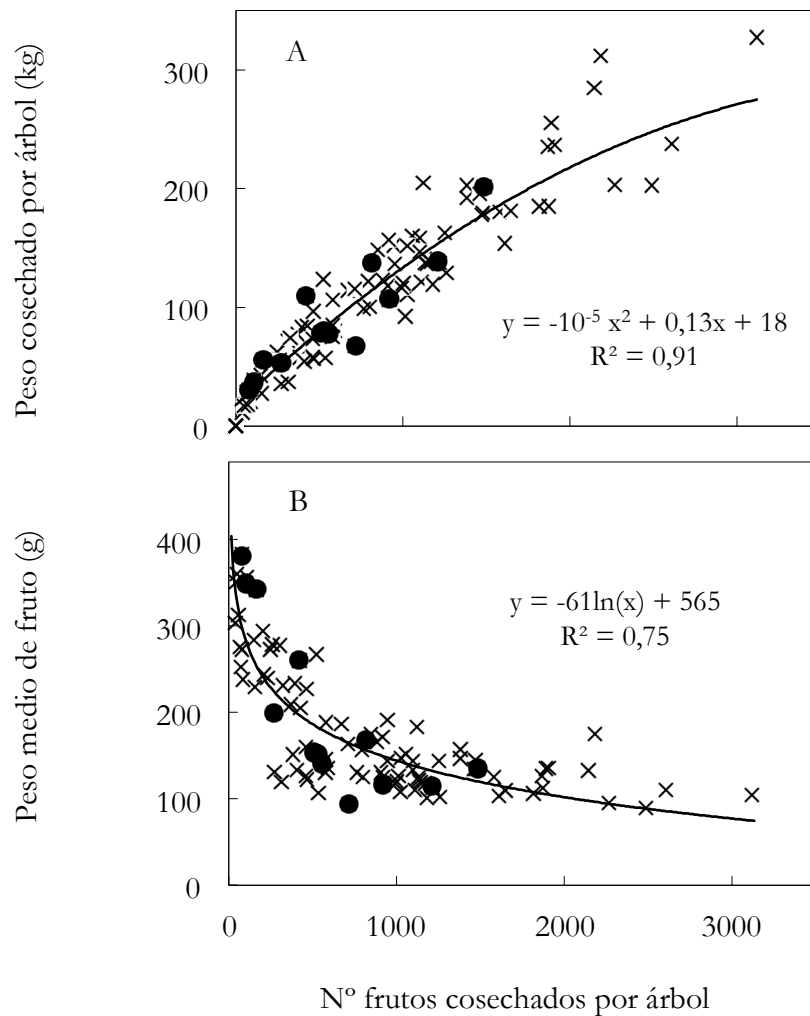 A
Peso cosechado por árbol (kg)
300
200
100
0
y = -10⁻⁵ x² + 0,13x + 18
R² = 0,91
B
Peso medio de fruto (g)
400
300
200
100
0
y = -61ln(x) + 565
R² = 0,75
0 1000 2000 3000
Nº frutos cosechados por árbol